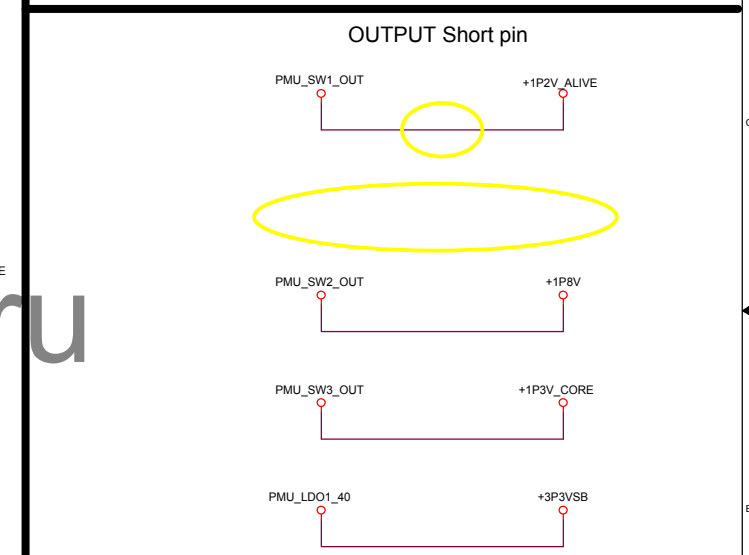 OUTPUT Short pin
PMU_SW1_OUT +1P2V_ALIVE
C
E
PMU_SW2_OUT +1P8V
ru
PMU_SW3_OUT +1P3V_CORE
PMU_LDO1_40 +3P3VSB
B